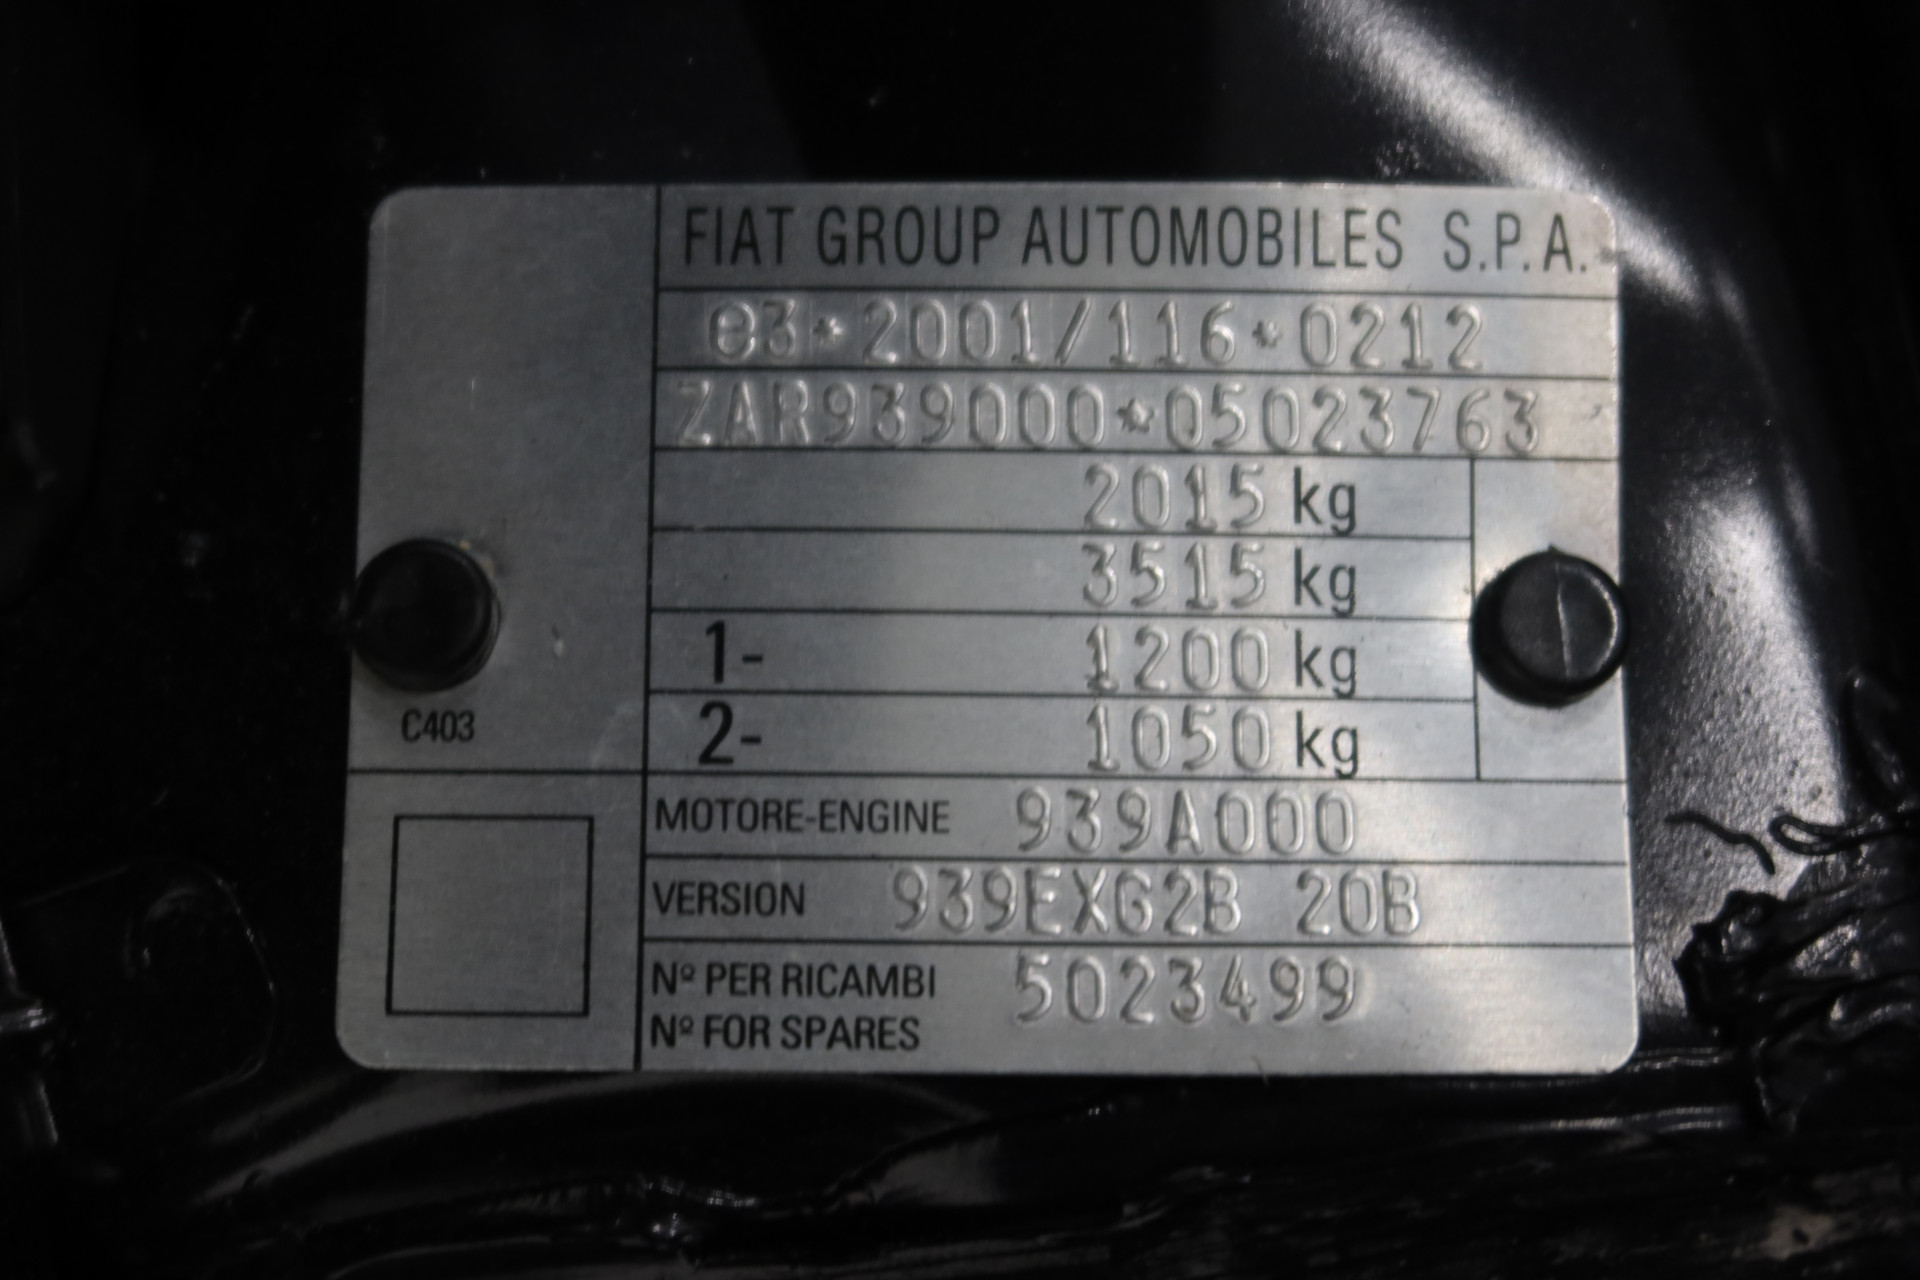 FIAT GROUP AUTOMOBILES S.P.A.
e3*2001/116*0212
ZAR939000*05023763
2015 kg
3515 kg
1- 1200 kg
2- 1050 kg
C403
MOTORE-ENGINE 939A000
VERSION 939EXG2B 20B
Nº PER RICAMBI 5023499
Nº FOR SPARES